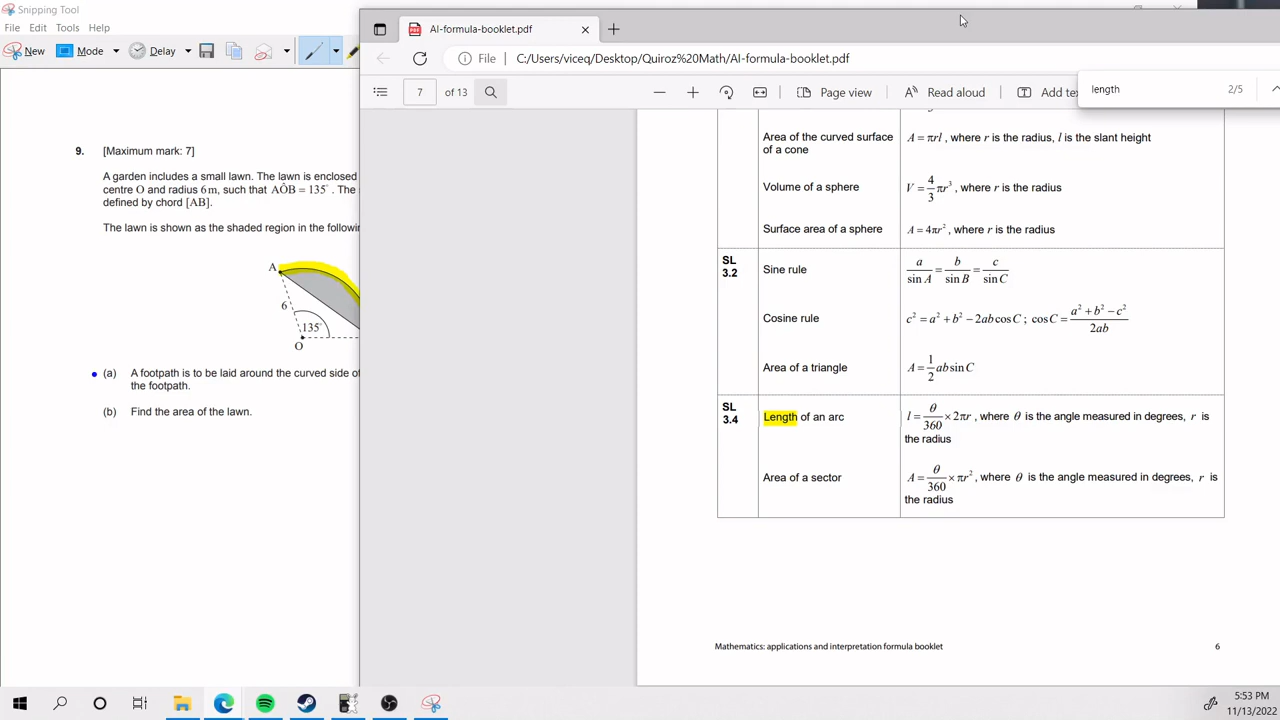 Snipping Tool
File Edit Tools Help
New Mode Delay
9. [Maximum mark: 7]
A garden includes a small lawn. The lawn is enclosed
centre O and radius 6 m, such that AÔB = 135°. The
defined by chord [AB].
The lawn is shown as the shaded region in the followi
A
6
135°
O
(a) A footpath is to be laid around the curved side of
the footpath.
(b) Find the area of the lawn.
AI-formula-booklet.pdf
File C:/Users/viceq/Desktop/Quiroz%20Math/AI-formula-booklet.pdf
7 of 13 Page view Read aloud Add te
length 2/5
Area of the curved surface of a cone A = πrl , where r is the radius, l is the slant height
Volume of a sphere V = 4/3 πr³ , where r is the radius
Surface area of a sphere A = 4πr² , where r is the radius
SL 3.2 Sine rule a/sin A = b/sin B = c/sin C
Cosine rule c² = a² + b² − 2ab cos C ; cos C = (a² + b² − c²)/2ab
Area of a triangle A = 1/2 ab sin C
SL 3.4 Length of an arc l = θ/360 × 2πr , where θ is the angle measured in degrees, r is
the radius
Area of a sector A = θ/360 × πr² , where θ is the angle measured in degrees, r is
the radius
Mathematics: applications and interpretation formula booklet 6
5:53 PM
11/13/2022